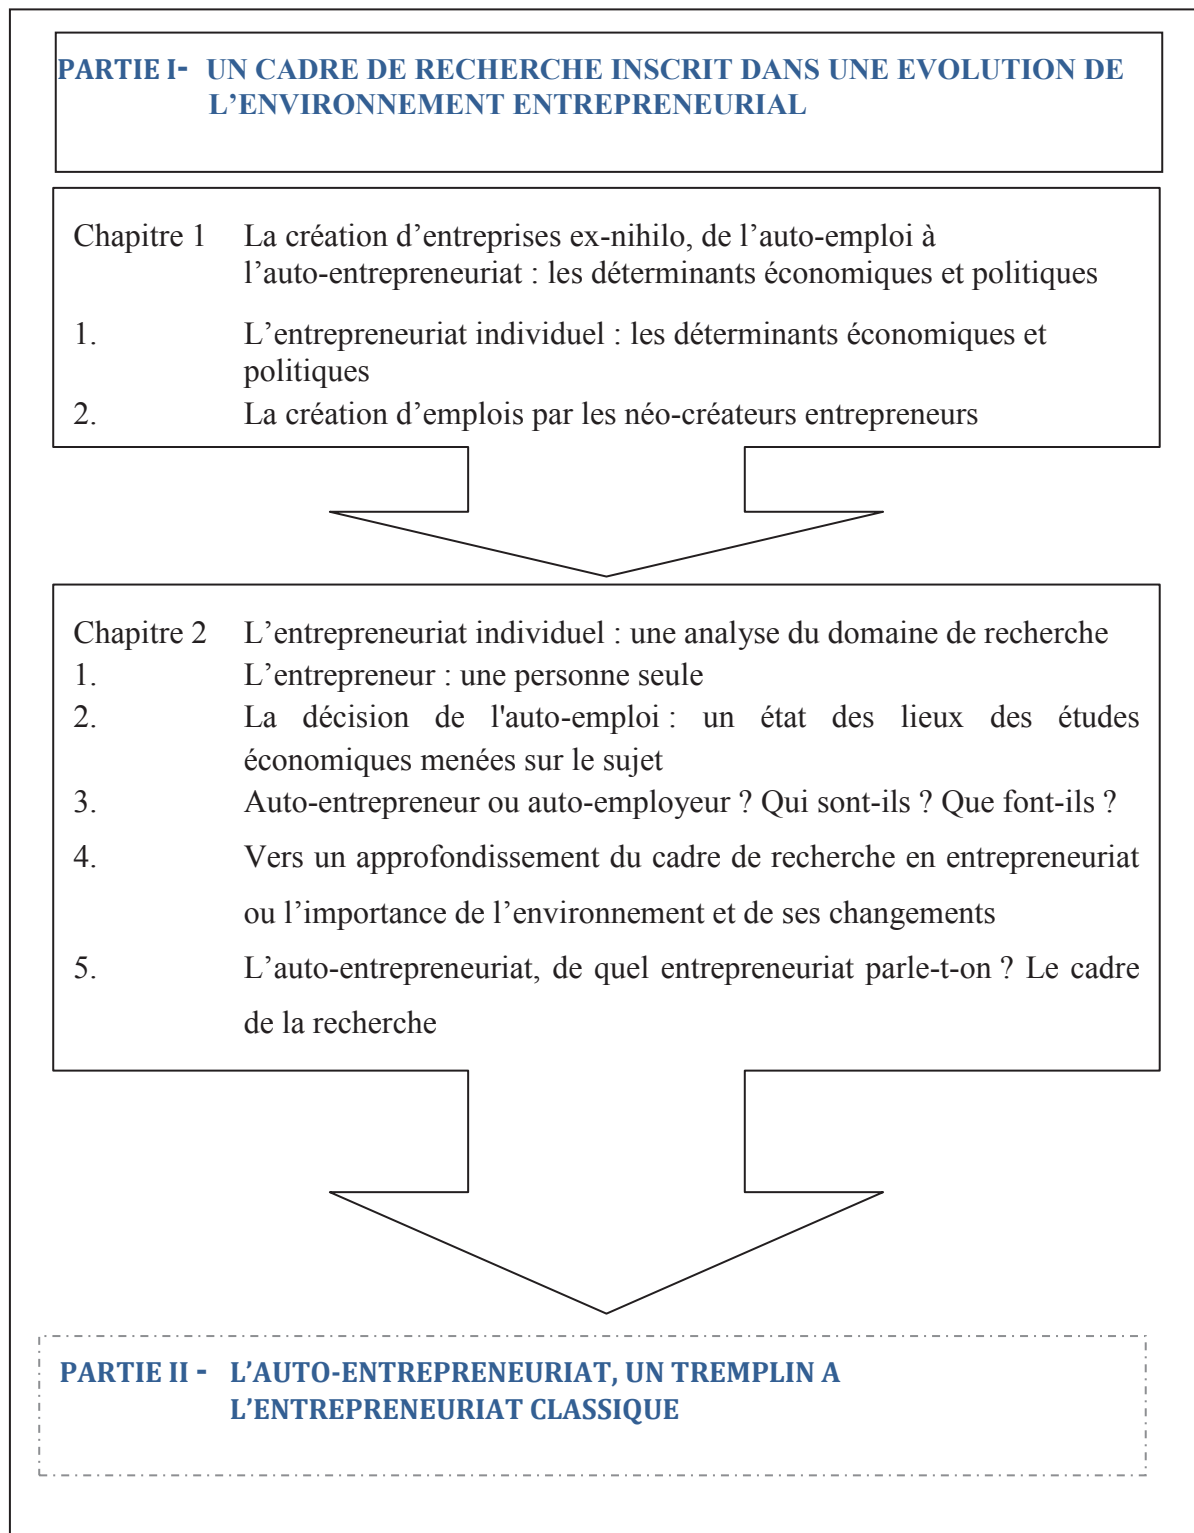 PARTIE I- UN CADRE DE RECHERCHE INSCRIT DANS UNE EVOLUTION DE
L’ENVIRONNEMENT ENTREPRENEURIAL
Chapitre 1 La création d’entreprises ex-nihilo, de l’auto-emploi à
l’auto-entrepreneuriat : les déterminants économiques et politiques
1. L’entrepreneuriat individuel : les déterminants économiques et
politiques
2. La création d’emplois par les néo-créateurs entrepreneurs
Chapitre 2 L’entrepreneuriat individuel : une analyse du domaine de recherche
1. L’entrepreneur : une personne seule
2. La décision de l'auto-emploi : un état des lieux des études
économiques menées sur le sujet
3. Auto-entrepreneur ou auto-employeur ? Qui sont-ils ? Que font-ils ?
4. Vers un approfondissement du cadre de recherche en entrepreneuriat
ou l’importance de l’environnement et de ses changements
5. L’auto-entrepreneuriat, de quel entrepreneuriat parle-t-on ? Le cadre
de la recherche
PARTIE II - L’AUTO-ENTREPRENEURIAT, UN TREMPLIN A
L’ENTREPRENEURIAT CLASSIQUE